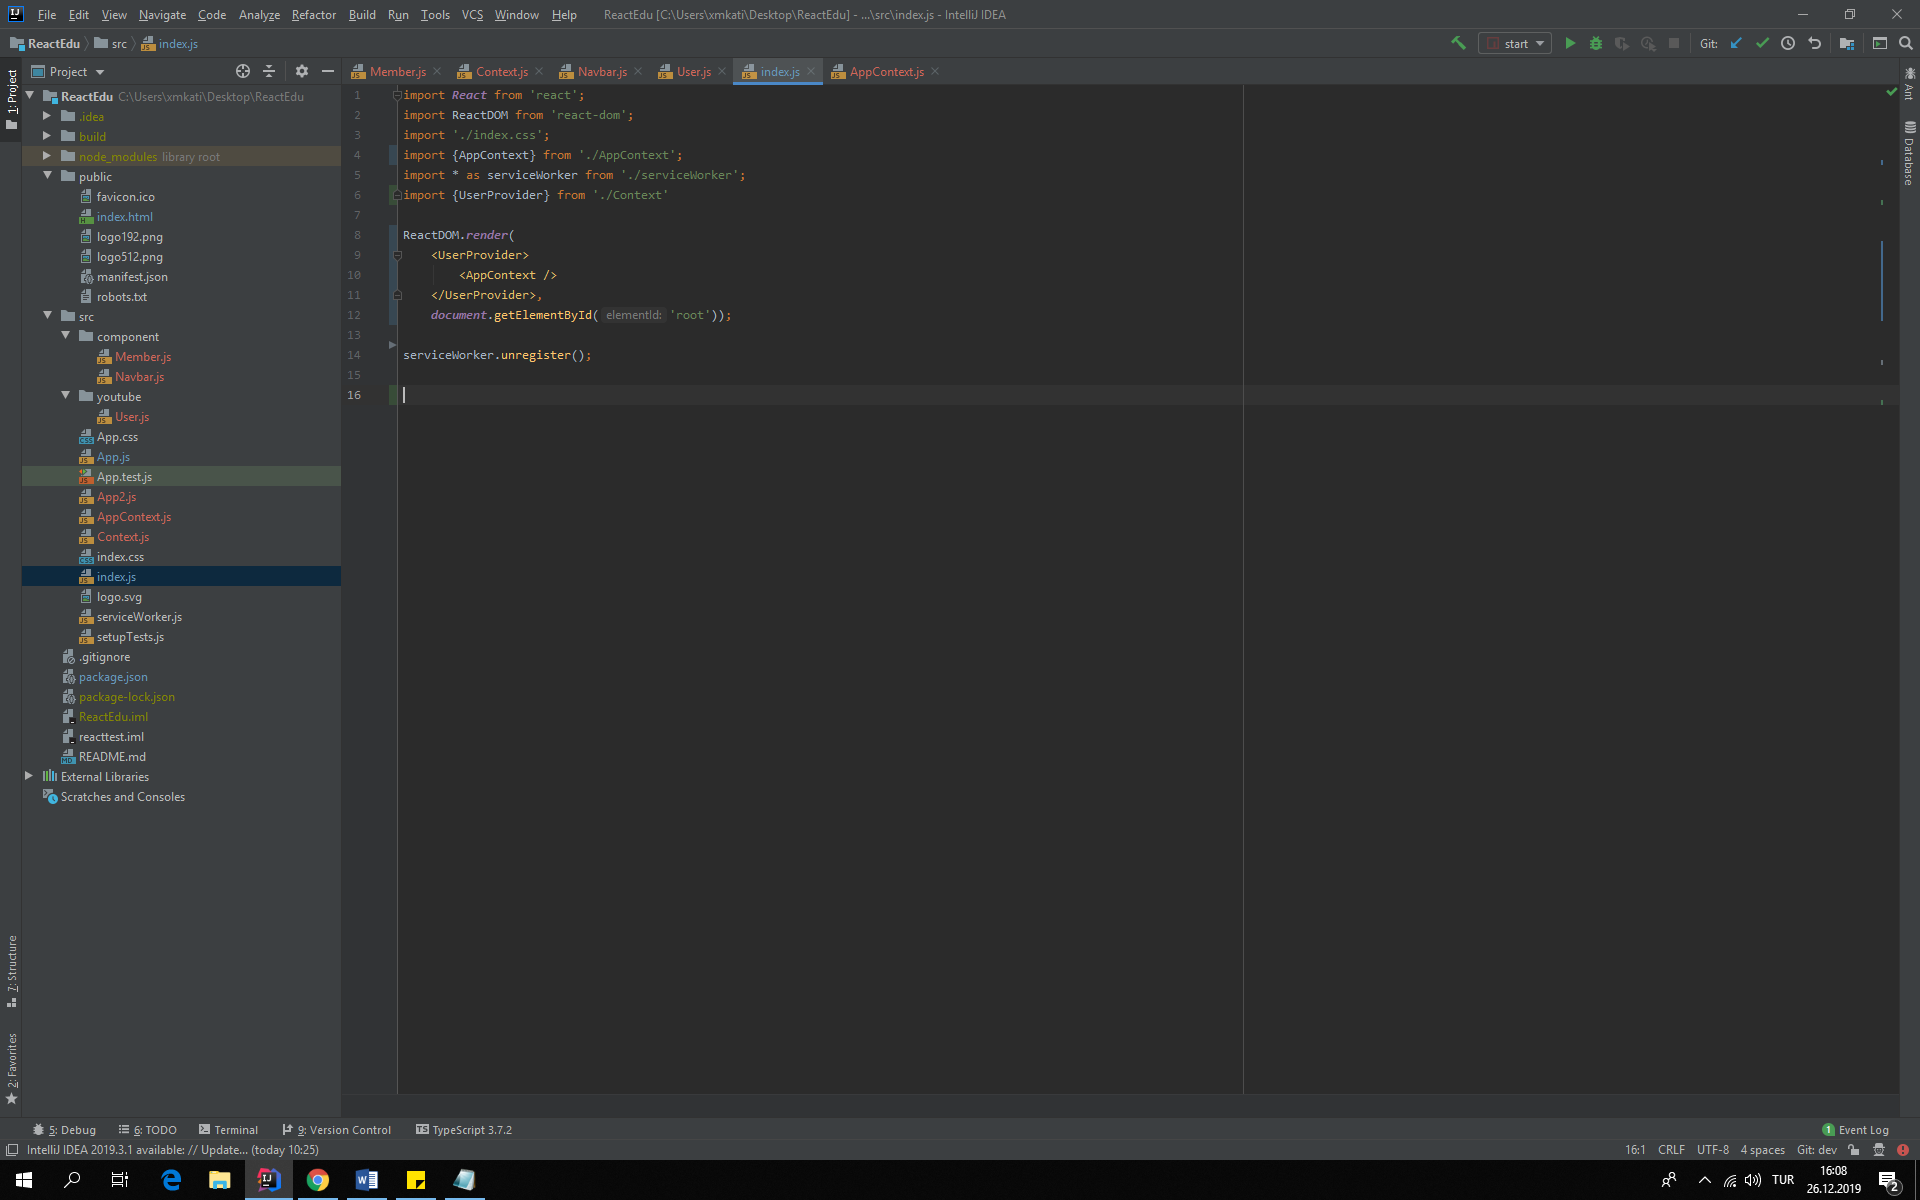 File Edit View Navigate Code Analyze Refactor Build Run Tools VCS Window Help ReactEdu [C:\Users\xmkati\Desktop\ReactEdu] - ...\src\index.js - IntelliJ IDEA
ReactEdu src index.js start Git:
Project
Member.js Context.js Navbar.js User.js index.js AppContext.js
1: Project
ReactEdu C:\Users\xmkati\Desktop\ReactEdu
.idea
build
node_modules library root
public
favicon.ico
index.html
logo192.png
logo512.png
manifest.json
robots.txt
src
component
Member.js
Navbar.js
youtube
User.js
App.css
App.js
App.test.js
App2.js
AppContext.js
Context.js
index.css
index.js
logo.svg
serviceWorker.js
setupTests.js
.gitignore
package.json
package-lock.json
ReactEdu.iml
reacttest.iml
README.md
External Libraries
Scratches and Consoles
1 import React from 'react';
2 import ReactDOM from 'react-dom';
3 import './index.css';
4 import {AppContext} from './AppContext';
5 import * as serviceWorker from './serviceWorker';
6 import {UserProvider} from './Context'
7
8 ReactDOM.render(
9 <UserProvider>
10 <AppContext />
11 </UserProvider>,
12 document.getElementById( elementId: 'root'));
13
14 serviceWorker.unregister();
15
16
Ant
Database
7: Structure
2: Favorites
5: Debug 6: TODO Terminal 9: Version Control TypeScript 3.7.2 1 Event Log
IntelliJ IDEA 2019.3.1 available: // Update... (today 10:25) 16:1 CRLF UTF-8 4 spaces Git: dev
TUR 16:08
26.12.2019 2